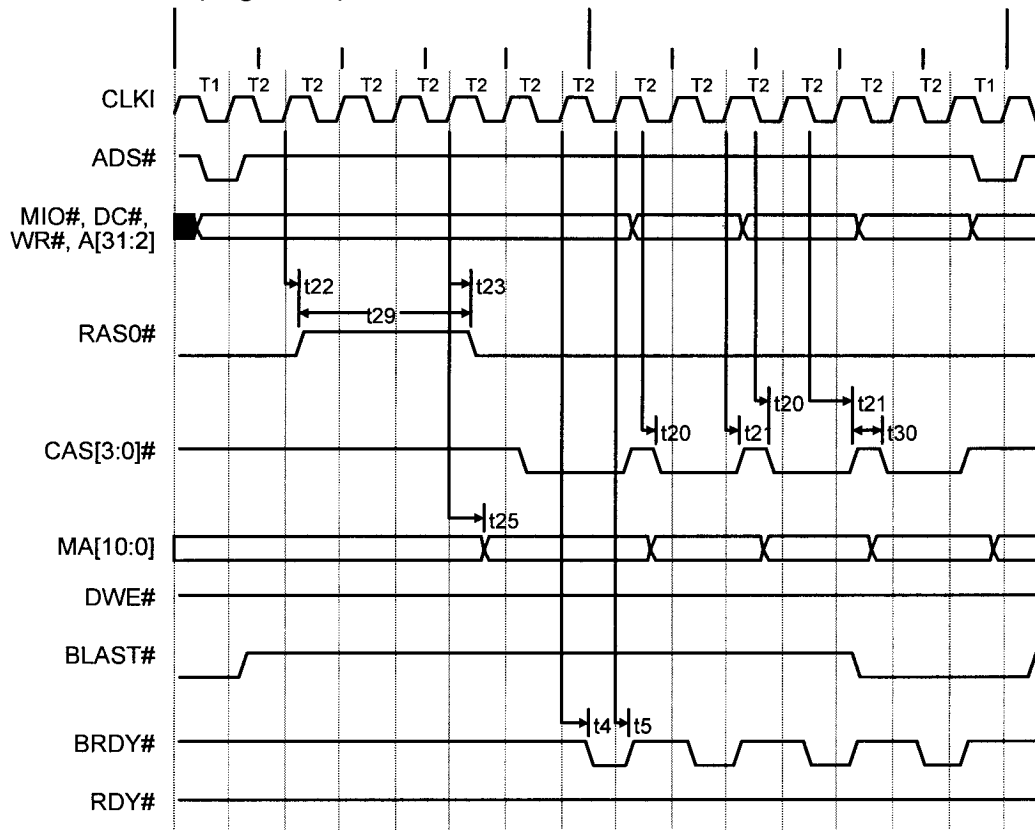 T1 T2 T2 T2 T2 T2 T2 T2 T2 T2 T2 T2 T2 T2 T1
CLKI
ADS#
MIO#, DC#,
WR#, A[31:2]
t22 t23
t29
RAS0#
t20 t21
t20 t21 t30
CAS[3:0]#
t25
MA[10:0]
DWE#
BLAST#
t4 t5
BRDY#
RDY#